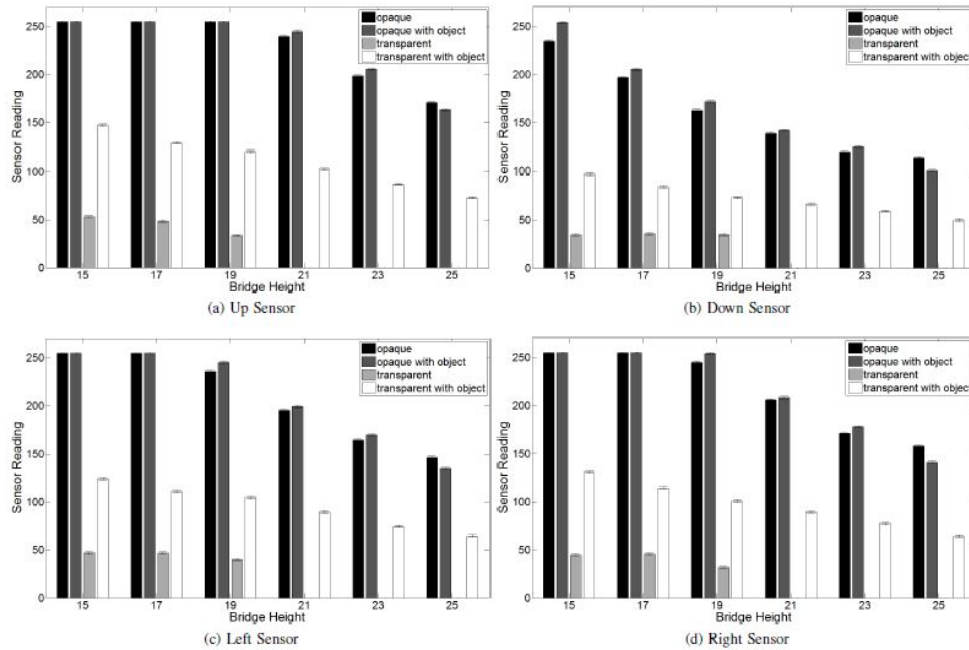 250
200
150
100
50
0
Sensor Reading
opaque
opaque with object
transparent
transparent with object
15 17 19 21 23 25
Bridge Height
(a) Up Sensor
250
200
150
100
50
0
Sensor Reading
opaque
opaque with object
transparent
transparent with object
15 17 19 21 23 25
Bridge Height
(b) Down Sensor
250
200
150
100
50
0
Sensor Reading
opaque
opaque with object
transparent
transparent with object
15 17 19 21 23 25
Bridge Height
(c) Left Sensor
250
200
150
100
50
0
Sensor Reading
opaque
opaque with object
transparent
transparent with object
15 17 19 21 23 25
Bridge Height
(d) Right Sensor